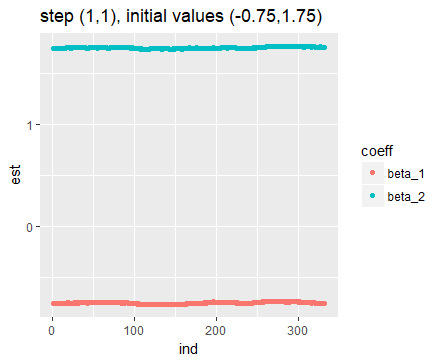 step (1,1), initial values (-0.75,1.75)
1
0
est
0 100 200 300
ind
coeff
beta_1
beta_2